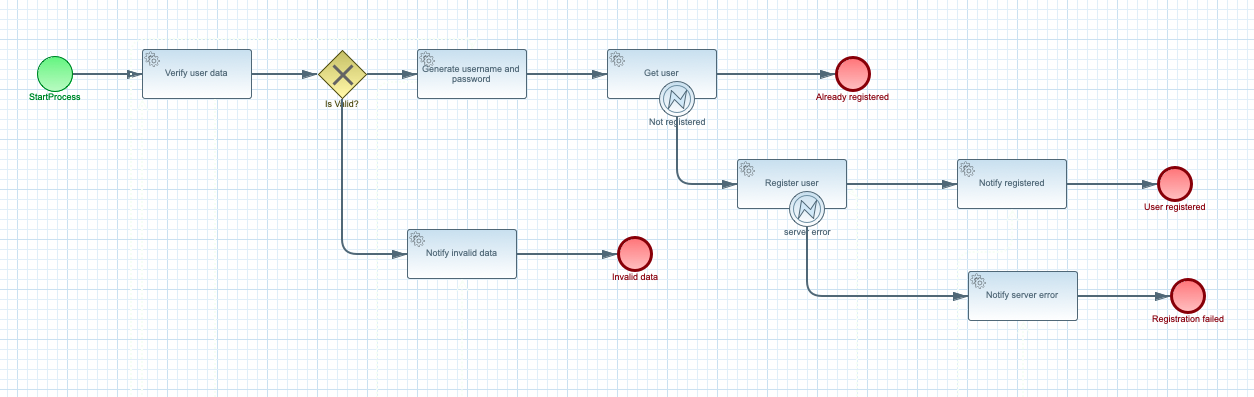 StartProcess
Verify user data
Is Valid?
Generate username and
password
Get user
Not registered
Already registered
Register user
server error
Notify registered
User registered
Notify invalid data
Invalid data
Notify server error
Registration failed